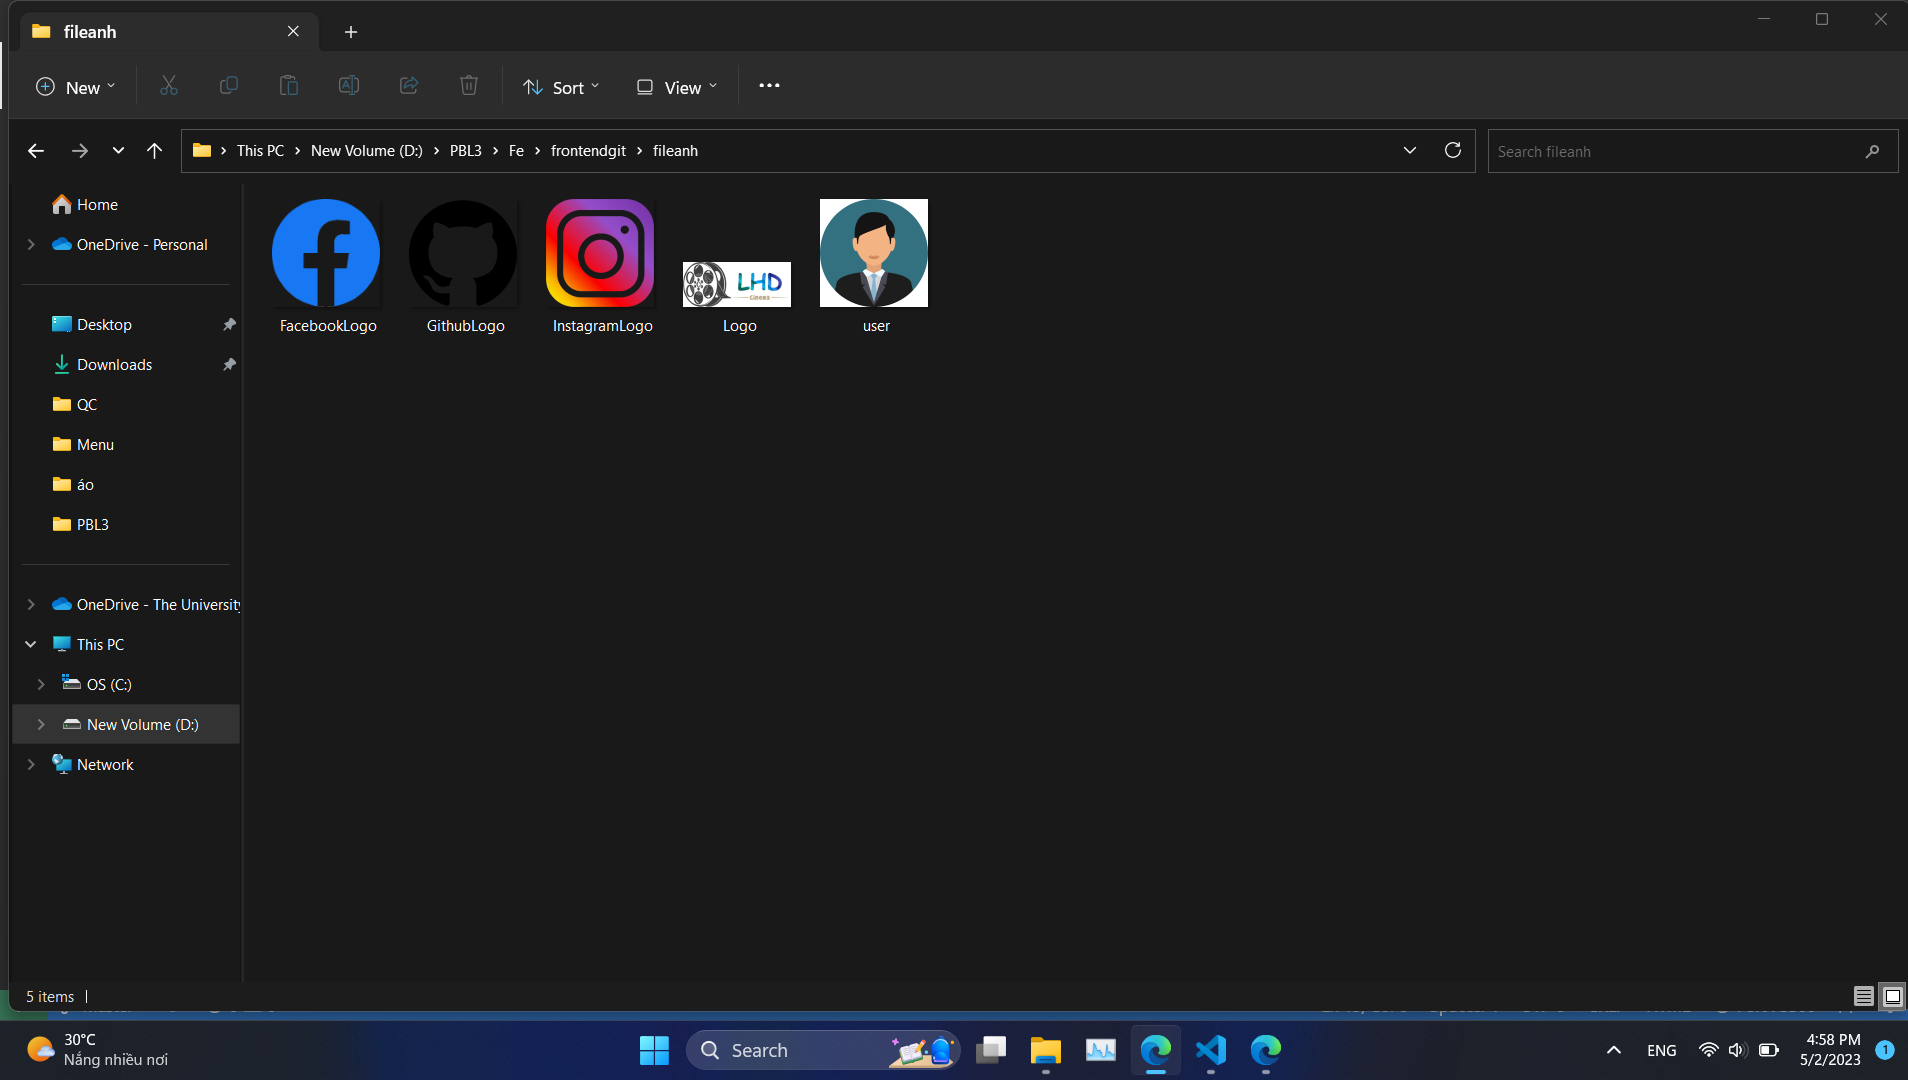 fileanh
New
Sort
View
This PC
New Volume (D:)
PBL3
Fe
frontendgit
fileanh
Search fileanh
Home
OneDrive - Personal
Desktop
Downloads
QC
Menu
áo
PBL3
OneDrive - The University
This PC
OS (C:)
New Volume (D:)
Network
FacebookLogo
GithubLogo
InstagramLogo
LHD
Cinema
Logo
user
5 items
30°C
Nắng nhiều nơi
Search
ENG
4:58 PM
5/2/2023
1